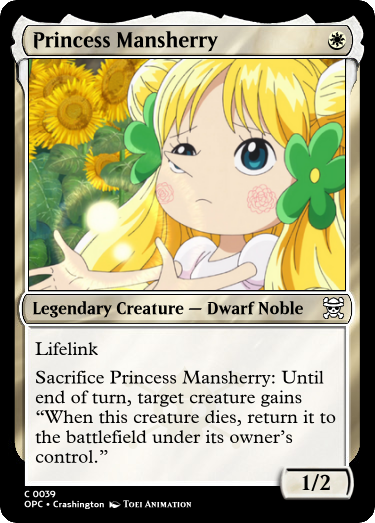 Princess Mansherry
Legendary Creature — Dwarf Noble
Lifelink
Sacrifice Princess Mansherry: Until
end of turn, target creature gains
“When this creature dies, return it to
the battlefield under its owner’s
control.”
1/2
C 0039
OPC • Crashington TOEI ANIMATION